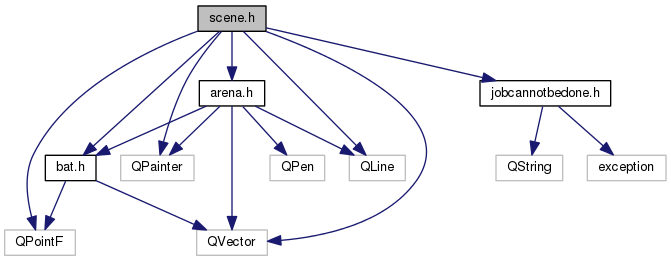 scene.h
arena.h
jobcannotbedone.h
bat.h
QPainter
QPen
QLine
QString
exception
QPointF
QVector